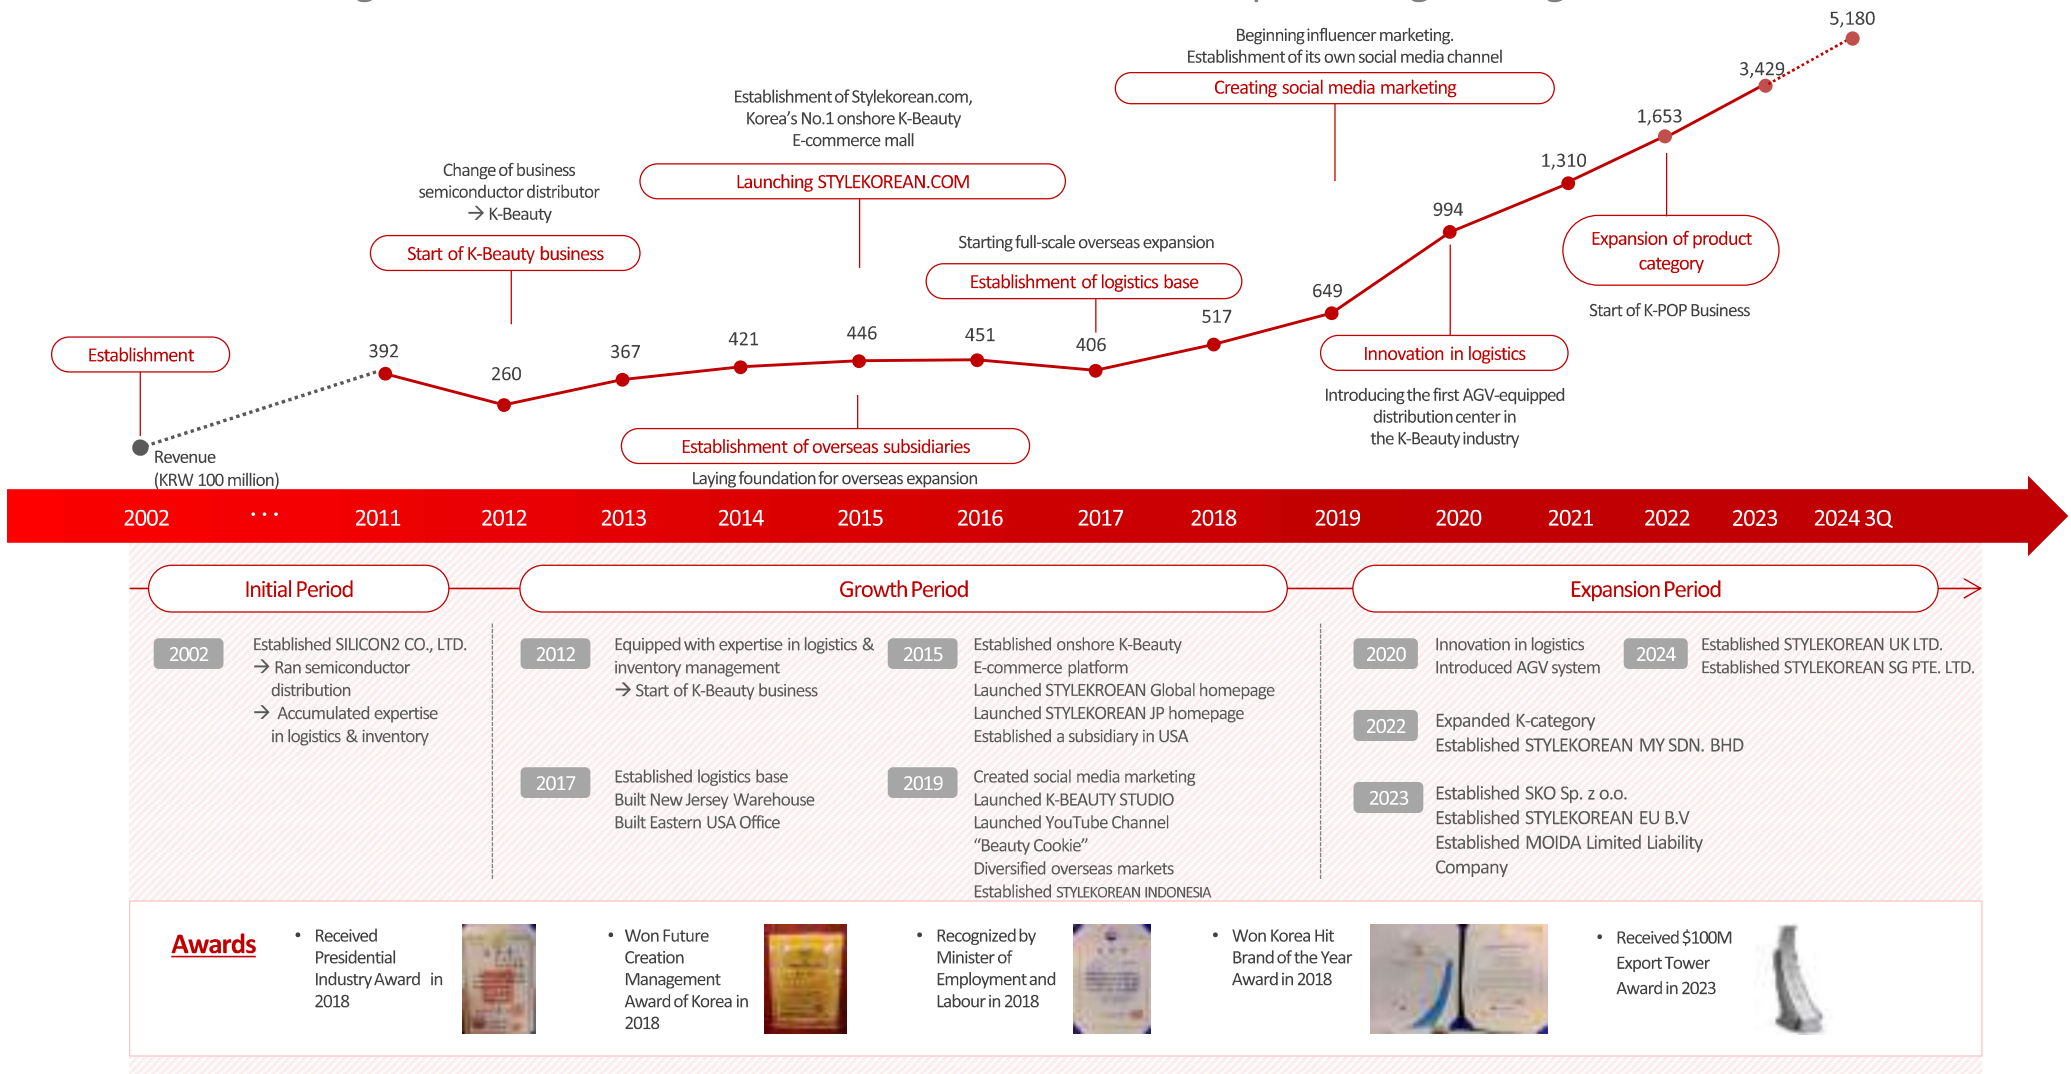 Beginning influencer marketing.
Establishment of its own social media channel
Creating social media marketing
5,180
3,429
1,653
1,310
994
649
517
406
451
446
421
367
260
392
Establishment of Stylekorean.com,
Korea's No.1 onshore K-Beauty
E-commerce mall
Launching STYLEKOREAN.COM
Change of business
semiconductor distributor
→ K-Beauty
Start of K-Beauty business
Starting full-scale overseas expansion
Establishment of logistics base
Expansion of product
category
Start of K-POP Business
Establishment
Innovation in logistics
Introducing the first AGV-equipped
distribution center in
the K-Beauty industry
Establishment of overseas subsidiaries
Laying foundation for overseas expansion
Revenue
(KRW 100 million)
2002 ... 2011 2012 2013 2014 2015 2016 2017 2018 2019 2020 2021 2022 2023 2024 3Q
Initial Period
Growth Period
Expansion Period
2002
Established SILICON2 CO., LTD.
→ Ran semiconductor
distribution
→ Accumulated expertise
in logistics & inventory
2012
Equipped with expertise in logistics &
inventory management
→ Start of K-Beauty business
2017
Established logistics base
Built New Jersey Warehouse
Built Eastern USA Office
2015
Established onshore K-Beauty
E-commerce platform
Launched STYLEKROEAN Global homepage
Launched STYLEKOREAN JP homepage
Established a subsidiary in USA
2019
Created social media marketing
Launched K-BEAUTY STUDIO
Launched YouTube Channel
“Beauty Cookie”
Diversified overseas markets
Established STYLEKOREAN INDONESIA
2020
Innovation in logistics
Introduced AGV system
2022
Expanded K-category
Established STYLEKOREAN MY SDN. BHD
2023
Established SKO Sp. z o.o.
Established STYLEKOREAN EU B.V
Established MOIDA Limited Liability
Company
2024
Established STYLEKOREAN UK LTD.
Established STYLEKOREAN SG PTE. LTD.
Awards
• Received
Presidential
Industry Award in
2018
• Won Future
Creation
Management
Award of Korea in
2018
• Recognized by
Minister of
Employment and
Labour in 2018
• Won Korea Hit
Brand of the Year
Award in 2018
• Received $100M
Export Tower
Award in 2023